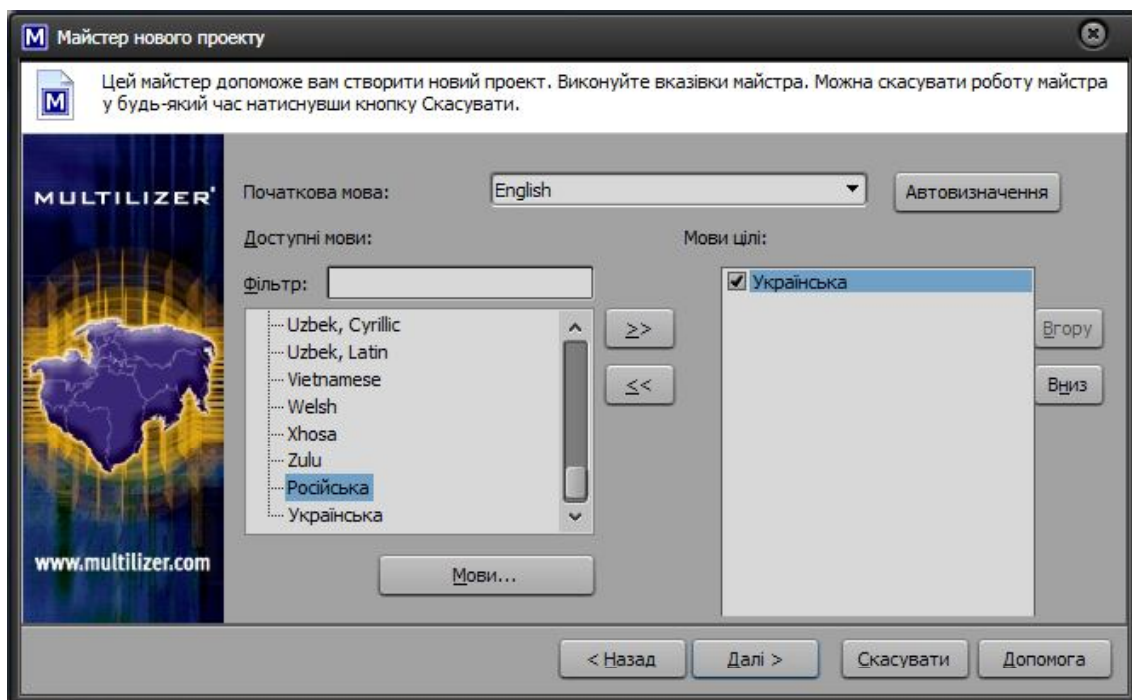 Майстер нового проекту
Цей майстер допоможе вам створити новий проект. Виконуйте вказівки майстра. Можна скасувати роботу майстра
у будь-який час натиснувши кнопку Скасувати.
MULTILIZER
Початкова мова:
English
Автовизначення
Доступні мови:
Мови цілі:
Фільтр:
Українська
Uzbek, Cyrillic
Uzbek, Latin
Vietnamese
Welsh
Xhosa
Zulu
Російська
Українська
>>
<<
Вгору
Вниз
www.multilizer.com
Мови...
< Назад
Далі >
Скасувати
Допомога